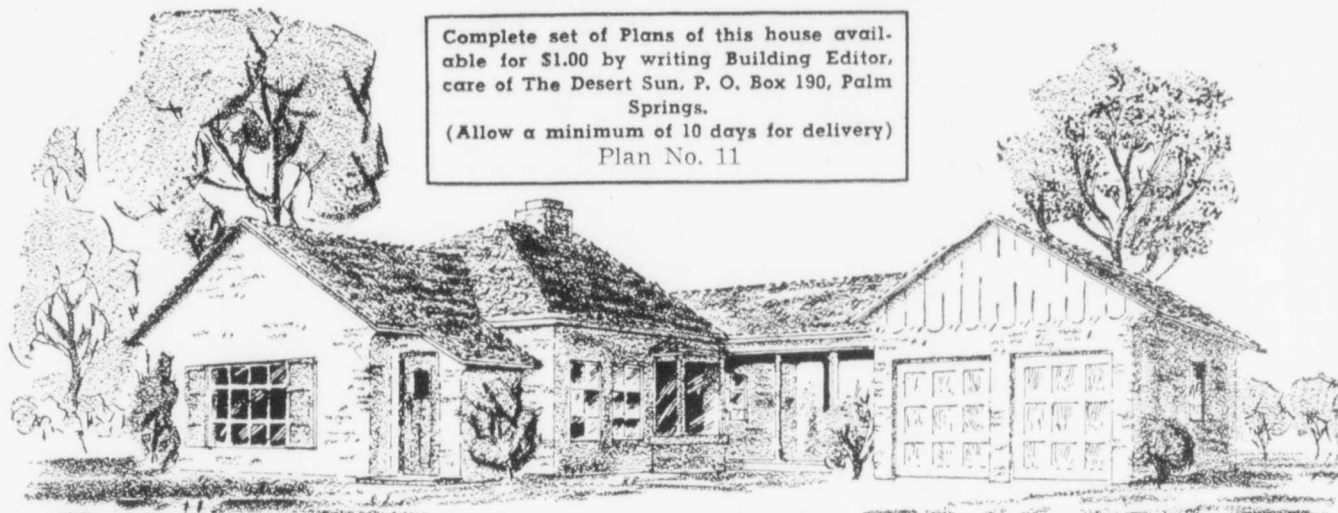 Complete set of Plans of this house avail-
able for $1.00 by writing Building Editor,
care of The Desert Sun, P. O. Box 190, Palm
Springs.
(Allow a minimum of 10 days for delivery)
Plan No. 11